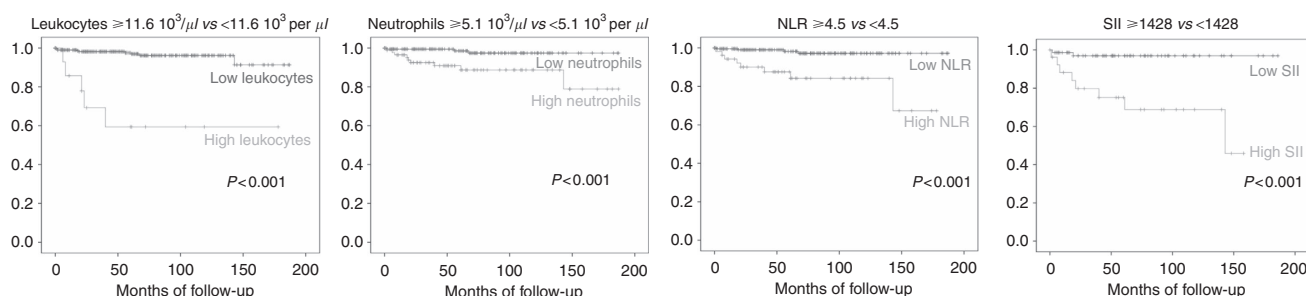 Leukocytes ≥11.6 10³/μl vs <11.6 10³ per μl
1.0
0.8
0.6
0.4
0.2
0.0
Low leukocytes
High leukocytes
P<0.001
0 50 100 150 200
Months of follow-up
Neutrophils ≥5.1 10³/μl vs <5.1 10³ per μl
1.0
0.8
0.6
0.4
0.2
0.0
Low neutrophils
High neutrophils
P<0.001
0 50 100 150 200
Months of follow-up
NLR ≥4.5 vs <4.5
1.0
0.8
0.6
0.4
0.2
0.0
Low NLR
High NLR
P<0.001
0 50 100 150 200
Months of follow-up
SII ≥1428 vs <1428
1.0
0.8
0.6
0.4
0.2
0.0
Low SII
High SII
P<0.001
0 50 100 150 200
Months of follow-up